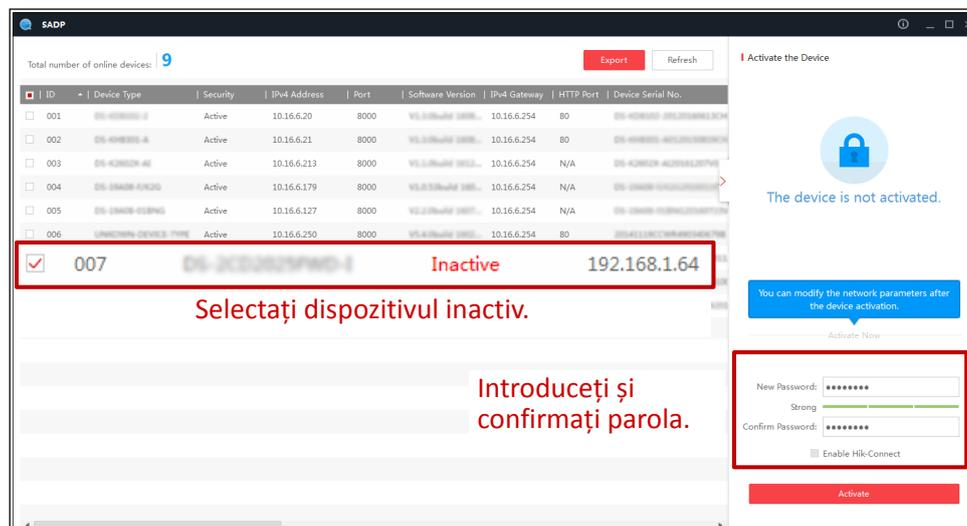 SADP
Total number of online devices: 9
Export
Refresh
ID Device Type Security IPv4 Address Port Software Version IPv4 Gateway HTTP Port Device Serial No.
001 Active 10.16.6.20 8000 10.16.6.254 80
002 Active 10.16.6.21 8000 10.16.6.254 80
003 Active 10.16.6.213 8000 10.16.6.254 N/A
004 Active 10.16.6.179 8000 10.16.6.254 N/A
005 Active 10.16.6.127 8000 10.16.6.254 N/A
006 Active 10.16.6.250 8000 10.16.6.254 80
007 Inactive 192.168.1.64
Selectați dispozitivul inactiv.
Introduceți și
confirmați parola.
Activate the Device
The device is not activated.
You can modify the network parameters after
the device activation.
Activate Now
New Password: ●●●●●●●●
Strong
Confirm Password: ●●●●●●●●
Enable Hik-Connect
Activate